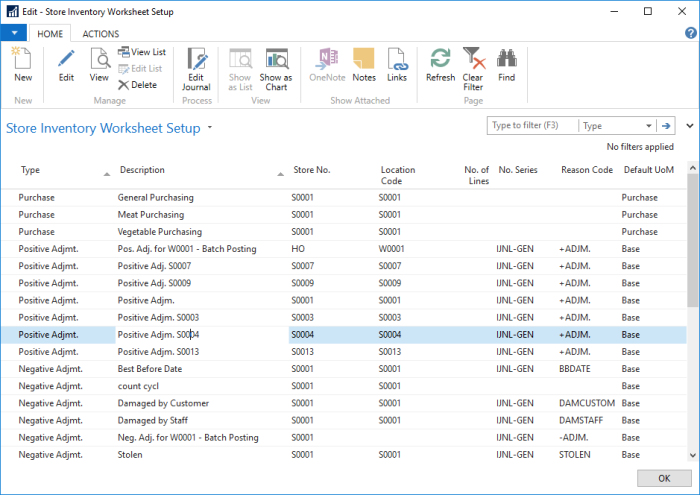 Edit - Store Inventory Worksheet Setup
HOME ACTIONS
New Edit View View List Edit List Delete Edit Journal Show as List Show as Chart OneNote Notes Links Refresh Clear Filter Find
New Manage Process View Show Attached Page
Store Inventory Worksheet Setup
Type to filter (F3) Type
No filters applied
Type Description Store No. Location Code No. of Lines No. Series Reason Code Default UoM
Purchase General Purchasing S0001 S0001 Purchase
Purchase Meat Purchasing S0001 S0001 Purchase
Purchase Vegetable Purchasing S0001 S0001 Purchase
Positive Adjmt. Pos. Adj. for W0001 - Batch Posting HO W0001 IJNL-GEN +ADJM. Base
Positive Adjmt. Positive Adj. S0007 S0007 S0007 IJNL-GEN +ADJM. Base
Positive Adjmt. Positive Adj. S0009 S0009 S0009 IJNL-GEN +ADJM. Base
Positive Adjmt. Positive Adjm. S0001 S0001 IJNL-GEN +ADJM. Base
Positive Adjmt. Positive Adjm. S0003 S0003 S0003 IJNL-GEN +ADJM. Base
Positive Adjmt. Positive Adjm. S0004 S0004 S0004 IJNL-GEN +ADJM. Base
Positive Adjmt. Positive Adjm. S0013 S0013 S0013 IJNL-GEN +ADJM. Base
Negative Adjmt. Best Before Date S0001 S0001 IJNL-GEN BBDATE Base
Negative Adjmt. count cycl S0001 S0001 Base
Negative Adjmt. Damaged by Customer S0001 S0001 IJNL-GEN DAMCUSTOM Base
Negative Adjmt. Damaged by Staff S0001 S0001 IJNL-GEN DAMSTAFF Base
Negative Adjmt. Neg. Adj. for W0001 - Batch Posting S0001 IJNL-GEN -ADJM. Base
Negative Adjmt. Stolen S0001 S0001 IJNL-GEN STOLEN Base
OK